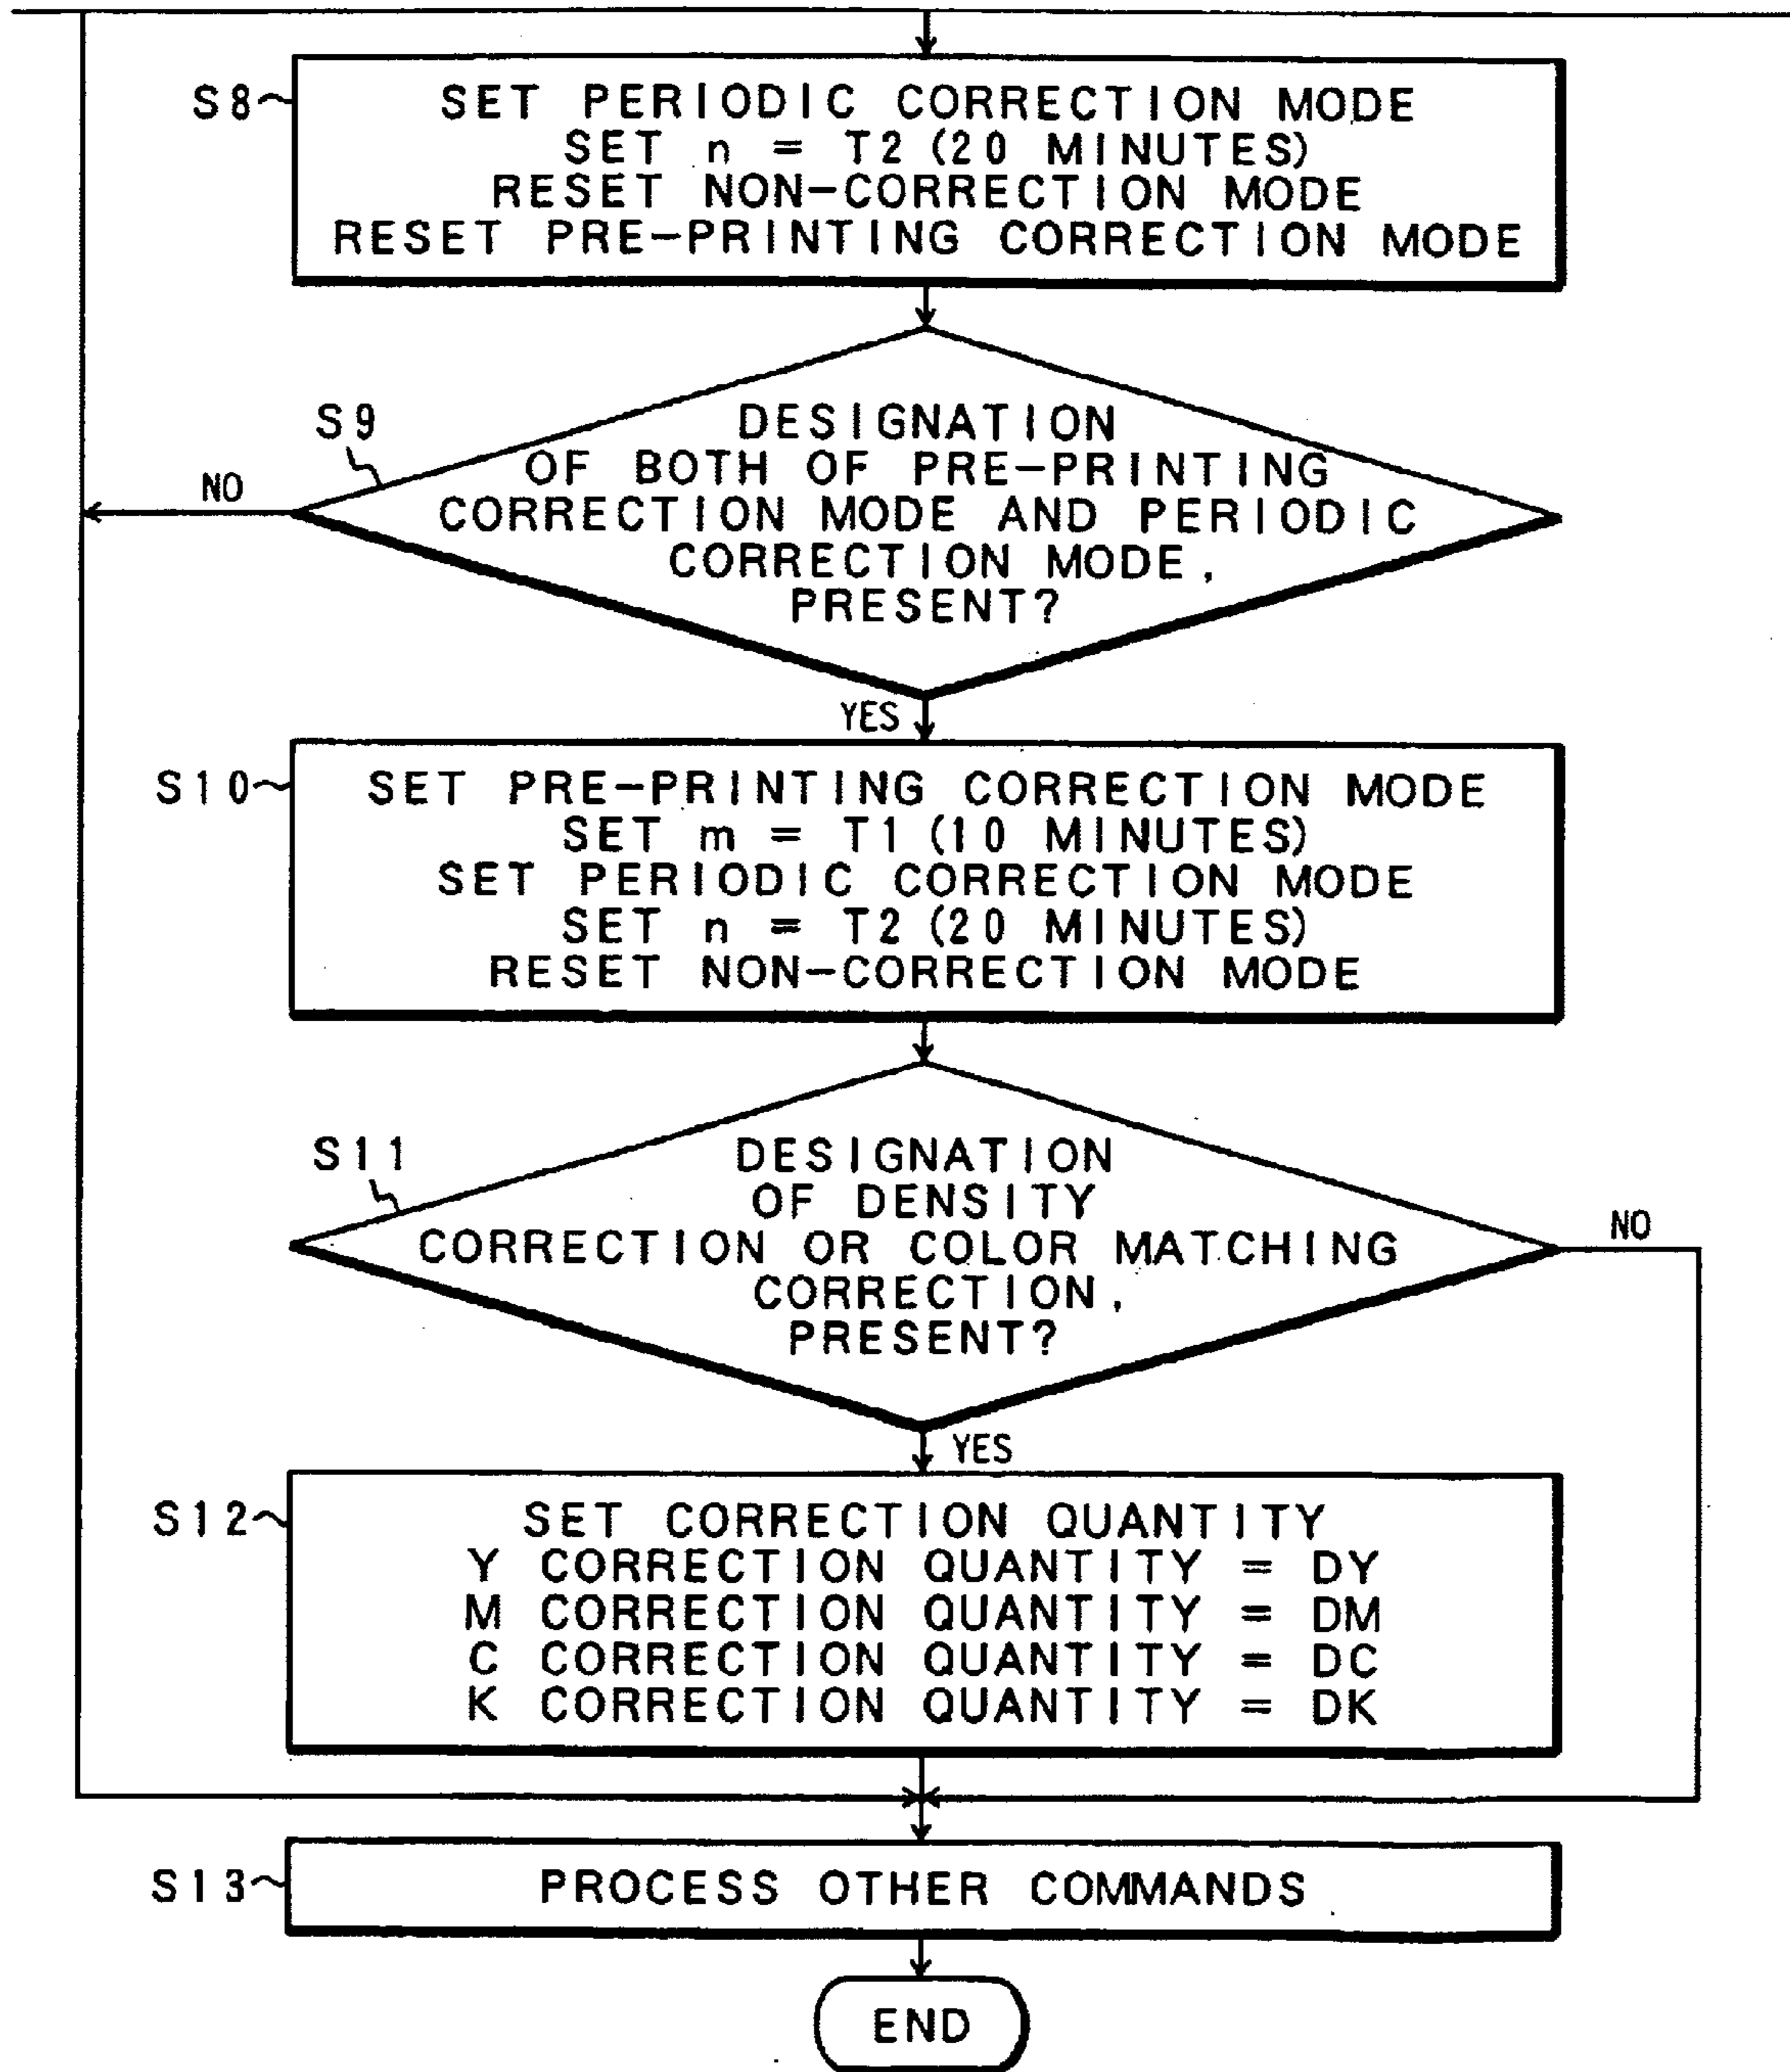 S8
SET PERIODIC CORRECTION MODE
SET n = T2 (20 MINUTES)
RESET NON-CORRECTION MODE
RESET PRE-PRINTING CORRECTION MODE
S9
DESIGNATION
OF BOTH OF PRE-PRINTING
CORRECTION MODE AND PERIODIC
CORRECTION MODE,
PRESENT?
NO
YES
S10
SET PRE-PRINTING CORRECTION MODE
SET m = T1 (10 MINUTES)
SET PERIODIC CORRECTION MODE
SET n = T2 (20 MINUTES)
RESET NON-CORRECTION MODE
S11
DESIGNATION
OF DENSITY
CORRECTION OR COLOR MATCHING
CORRECTION,
PRESENT?
NO
YES
S12
SET CORRECTION QUANTITY
Y CORRECTION QUANTITY = DY
M CORRECTION QUANTITY = DM
C CORRECTION QUANTITY = DC
K CORRECTION QUANTITY = DK
S13
PROCESS OTHER COMMANDS
END